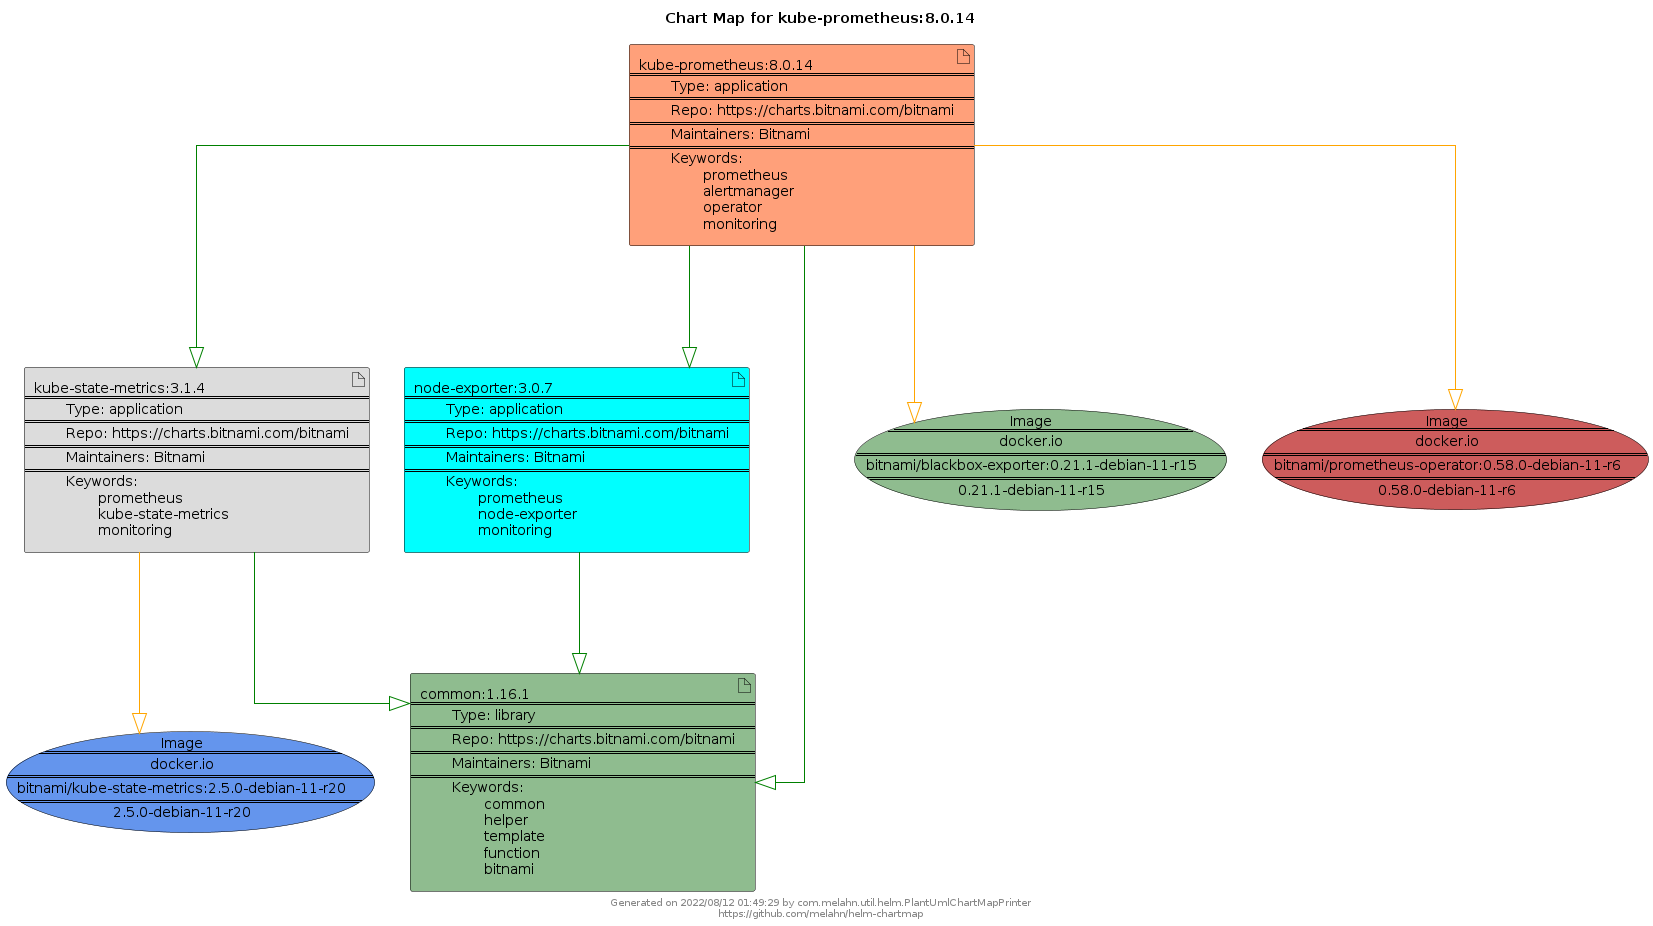 Chart Map for kube-prometheus:8.0.14
kube-prometheus:8.0.14
Type: application
Repo: https://charts.bitnami.com/bitnami
Maintainers: Bitnami
Keywords:
prometheus
alertmanager
operator
monitoring
kube-state-metrics:3.1.4
Type: application
Repo: https://charts.bitnami.com/bitnami
Maintainers: Bitnami
Keywords:
prometheus
kube-state-metrics
monitoring
node-exporter:3.0.7
Type: application
Repo: https://charts.bitnami.com/bitnami
Maintainers: Bitnami
Keywords:
prometheus
node-exporter
monitoring
Image
docker.io
bitnami/blackbox-exporter:0.21.1-debian-11-r15
0.21.1-debian-11-r15
Image
docker.io
bitnami/prometheus-operator:0.58.0-debian-11-r6
0.58.0-debian-11-r6
Image
docker.io
bitnami/kube-state-metrics:2.5.0-debian-11-r20
2.5.0-debian-11-r20
common:1.16.1
Type: library
Repo: https://charts.bitnami.com/bitnami
Maintainers: Bitnami
Keywords:
common
helper
template
function
bitnami
Generated on 2022/08/12 01:49:29 by com.melahn.util.helm.PlantUmlChartMapPrinter
https://github.com/melahn/helm-chartmap